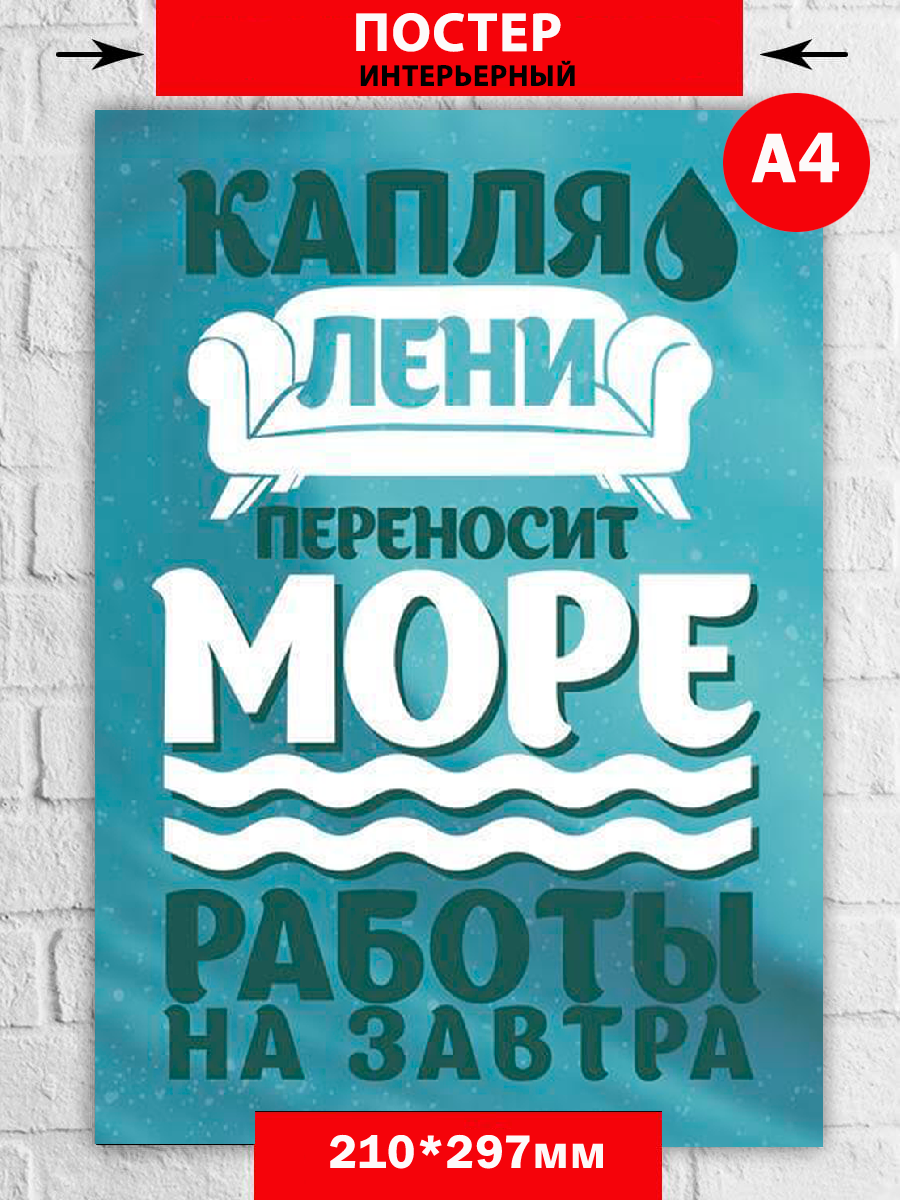 ПОСТЕР
ИНТЕРЬЕРНЫЙ
А4
КАПЛЯ
ЛЕНИ
ПЕРЕНОСИТ
МОРЕ
РАБОТЫ
НА ЗАВТРА
210*297мм